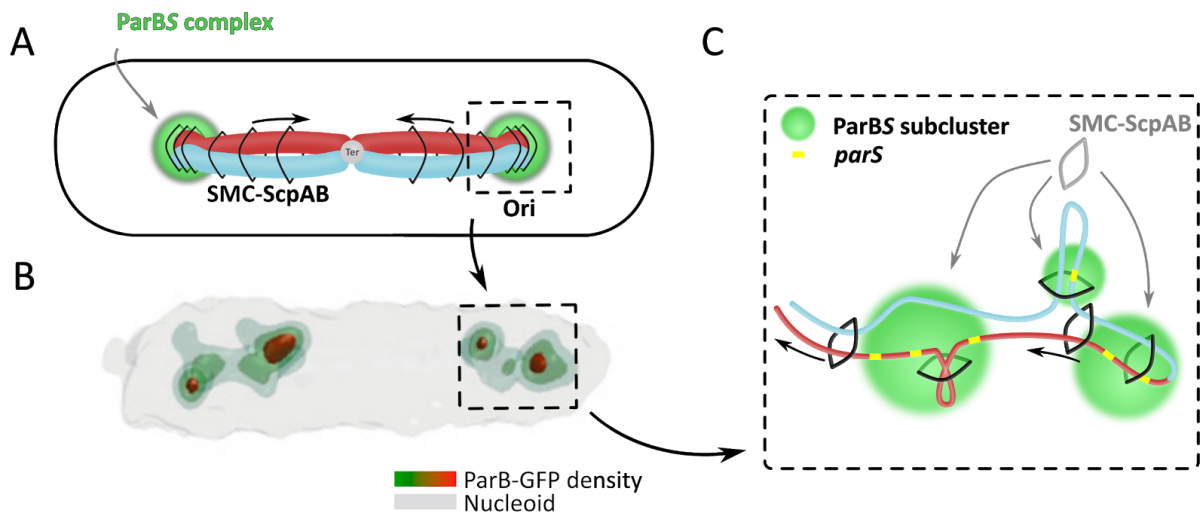 A
ParBS complex
Ter
SMC-ScpAB
Ori
B
ParB-GFP density
Nucleoid
C
ParBS subcluster
parS
SMC-ScpAB